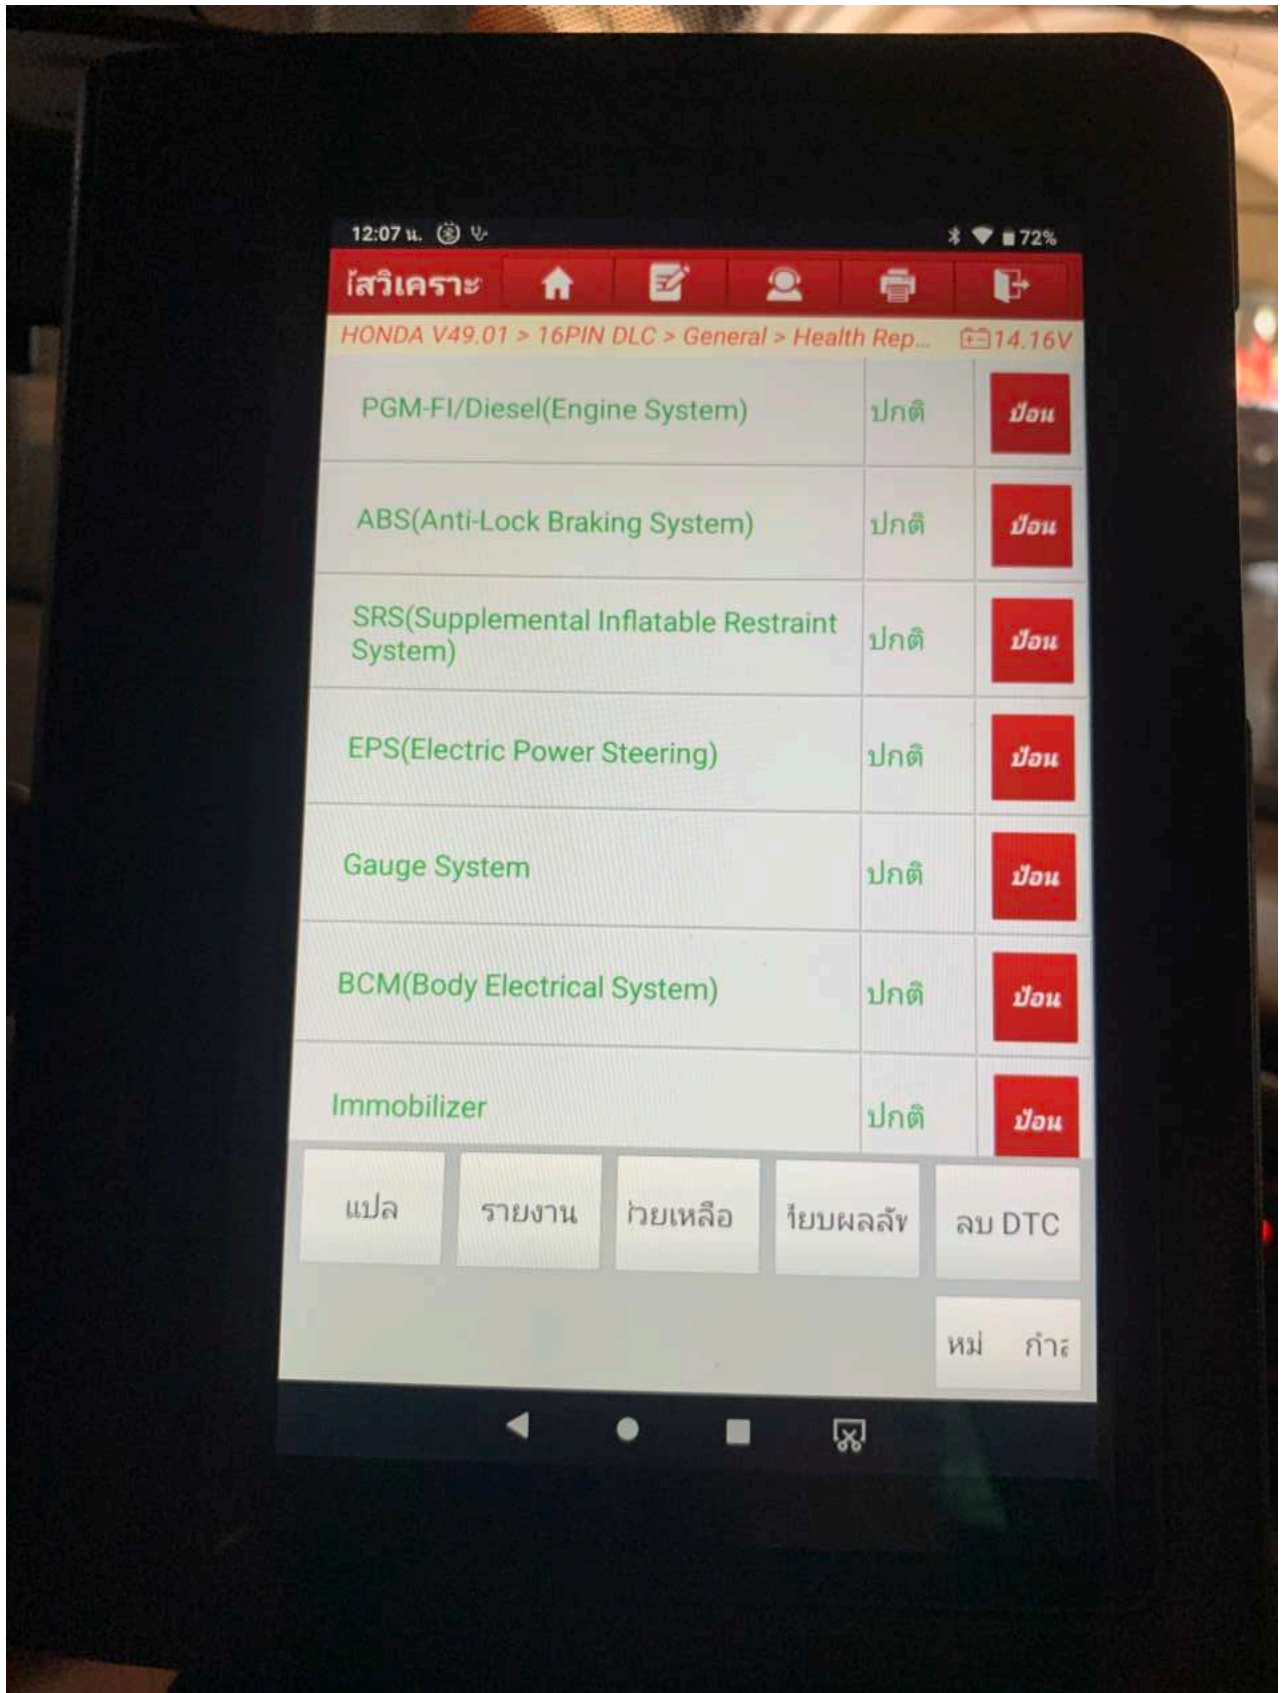 12:07 น. 72%
ัสวิเคราะ
HONDA V49.01 > 16PIN DLC > General > Health Rep... 14.16V
PGM-FI/Diesel(Engine System) ปกติ ป้อน
ABS(Anti-Lock Braking System) ปกติ ป้อน
SRS(Supplemental Inflatable Restraint
System) ปกติ ป้อน
EPS(Electric Power Steering) ปกติ ป้อน
Gauge System ปกติ ป้อน
BCM(Body Electrical System) ปกติ ป้อน
Immobilizer ปกติ ป้อน
แปล รายงาน ่วยเหลือ ียบผลลัพ ลบ DTC
หม่ กำล